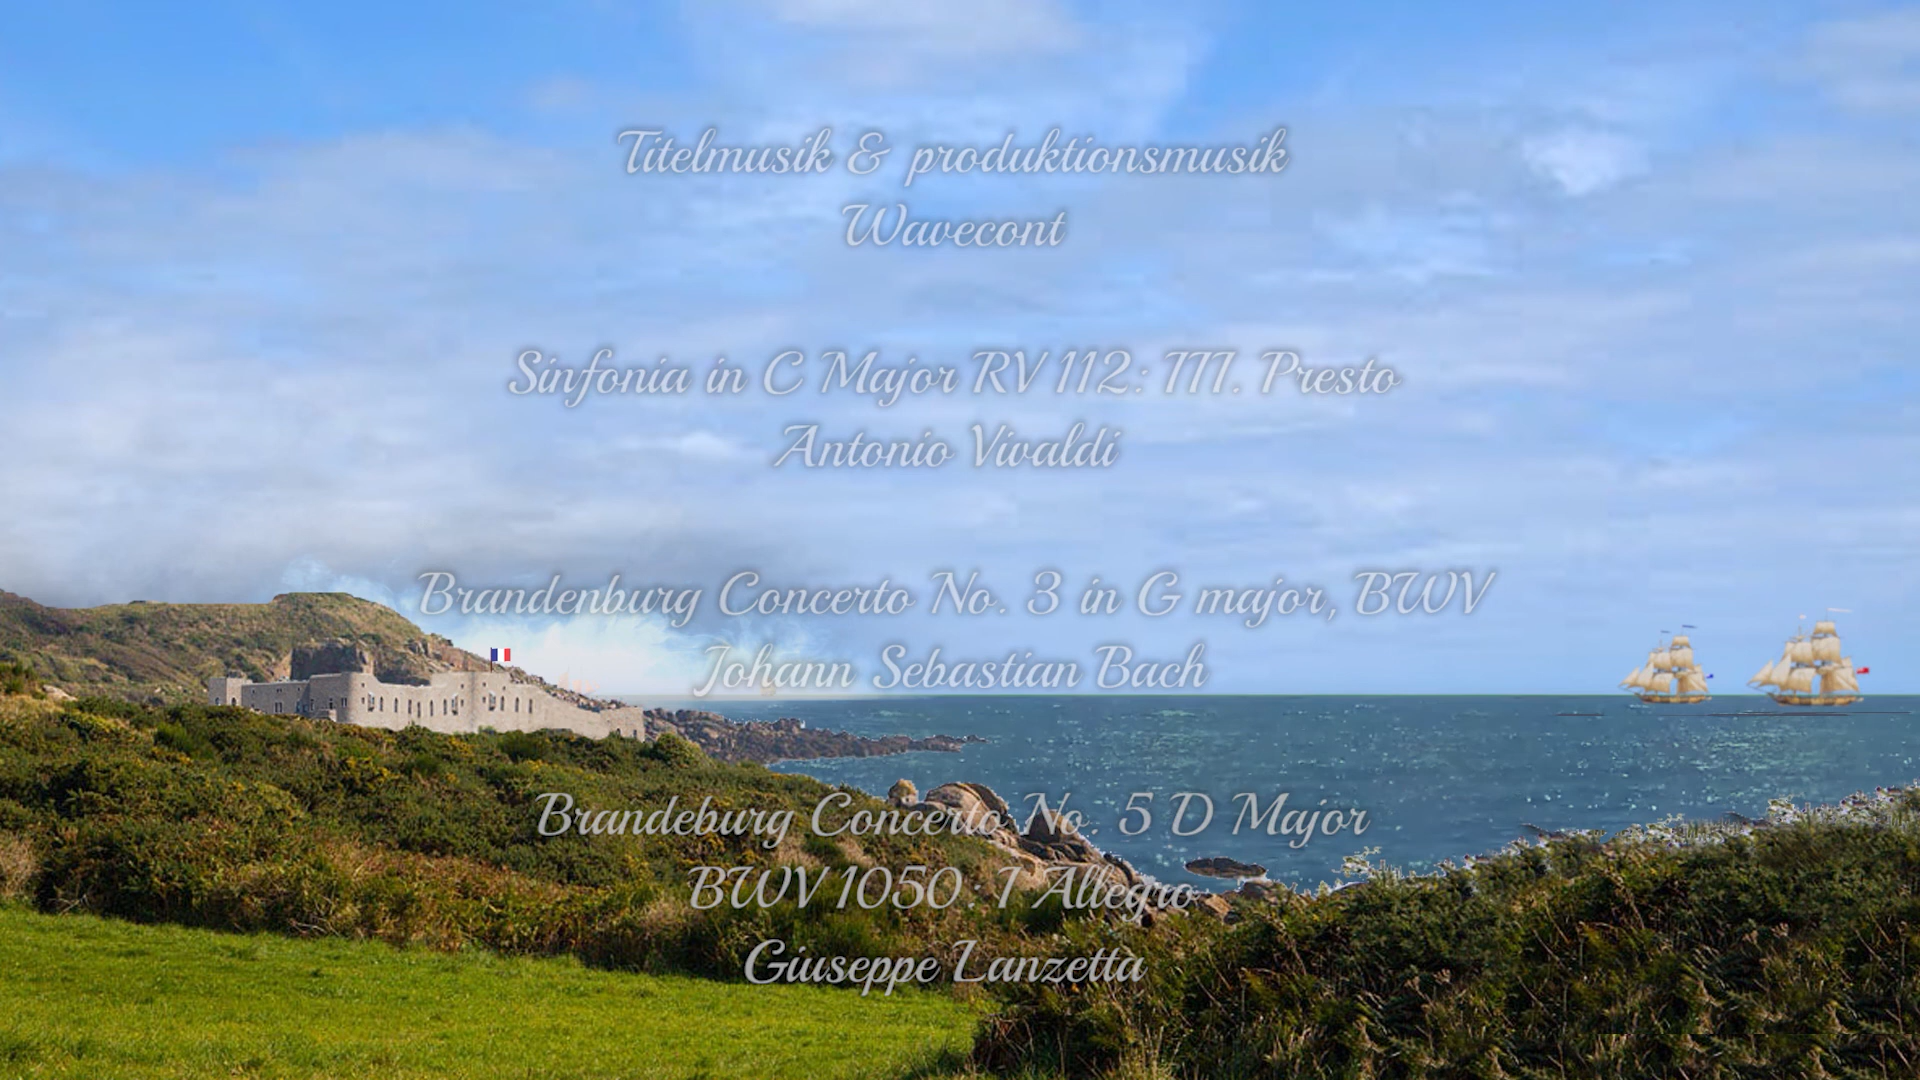 Titelmusik & produktionsmusik
Wavecont
Sinfonia in C Major RV 112: III. Presto
Antonio Vivaldi
Brandenburg Concerto No. 3 in G major, BWV
Johann Sebastian Bach
Brandeburg Concerto No. 5 D Major
BWV 1050: I Allegro
Giuseppe Lanzetta